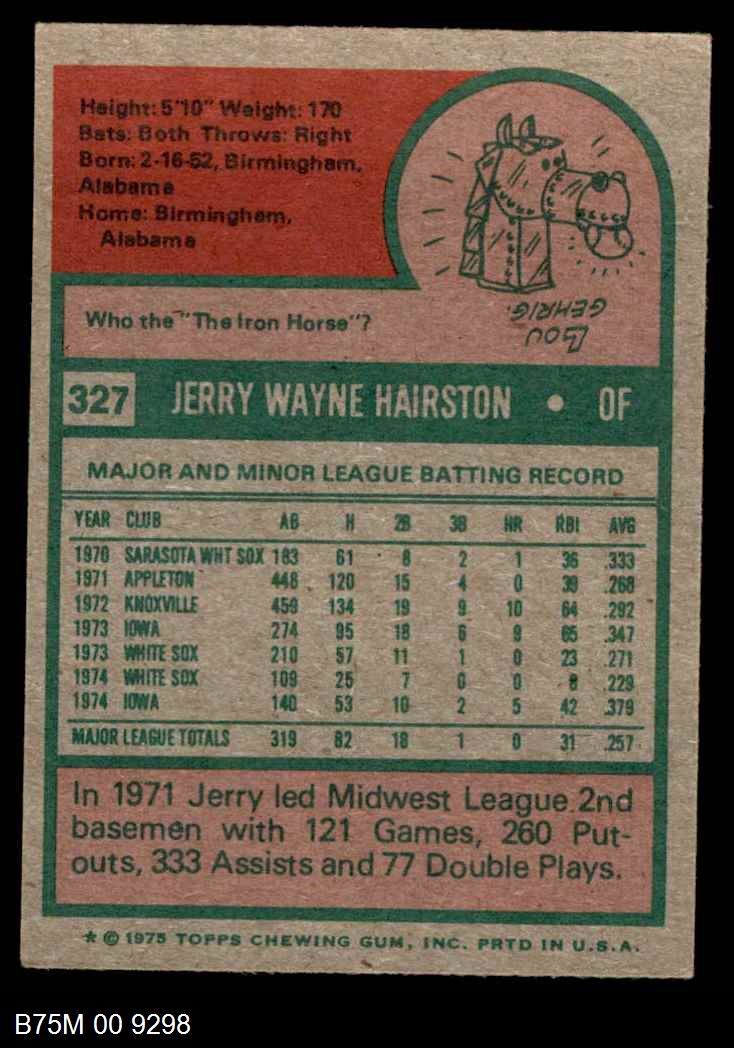 Height: 5'10" Weight: 170
Bats: Both Throws: Right
Born: 2-16-52, Birmingham,
Alabama
Home: Birmingham,
Alabama
Who the "The Iron Horse"?
LOU
GEHRIG.
327 JERRY WAYNE HAIRSTON • OF
MAJOR AND MINOR LEAGUE BATTING RECORD
YEAR CLUB AB H 2B 3B HR RBI AVG
1970 SARASOTA WHT SOX 183 61 8 2 1 36 .333
1971 APPLETON 448 120 15 4 0 39 .268
1972 KNOXVILLE 459 134 19 9 10 64 .292
1973 IOWA 274 95 18 6 9 65 .347
1973 WHITE SOX 210 57 11 1 0 23 .271
1974 WHITE SOX 109 25 7 0 0 8 .229
1974 IOWA 140 53 10 2 5 42 .379
MAJOR LEAGUE TOTALS 319 82 18 1 0 31 .257
In 1971 Jerry led Midwest League 2nd
basemen with 121 Games, 260 Put-
outs, 333 Assists and 77 Double Plays.
* © 1975 TOPPS CHEWING GUM, INC. PRTD IN U.S.A.
B75M 00 9298